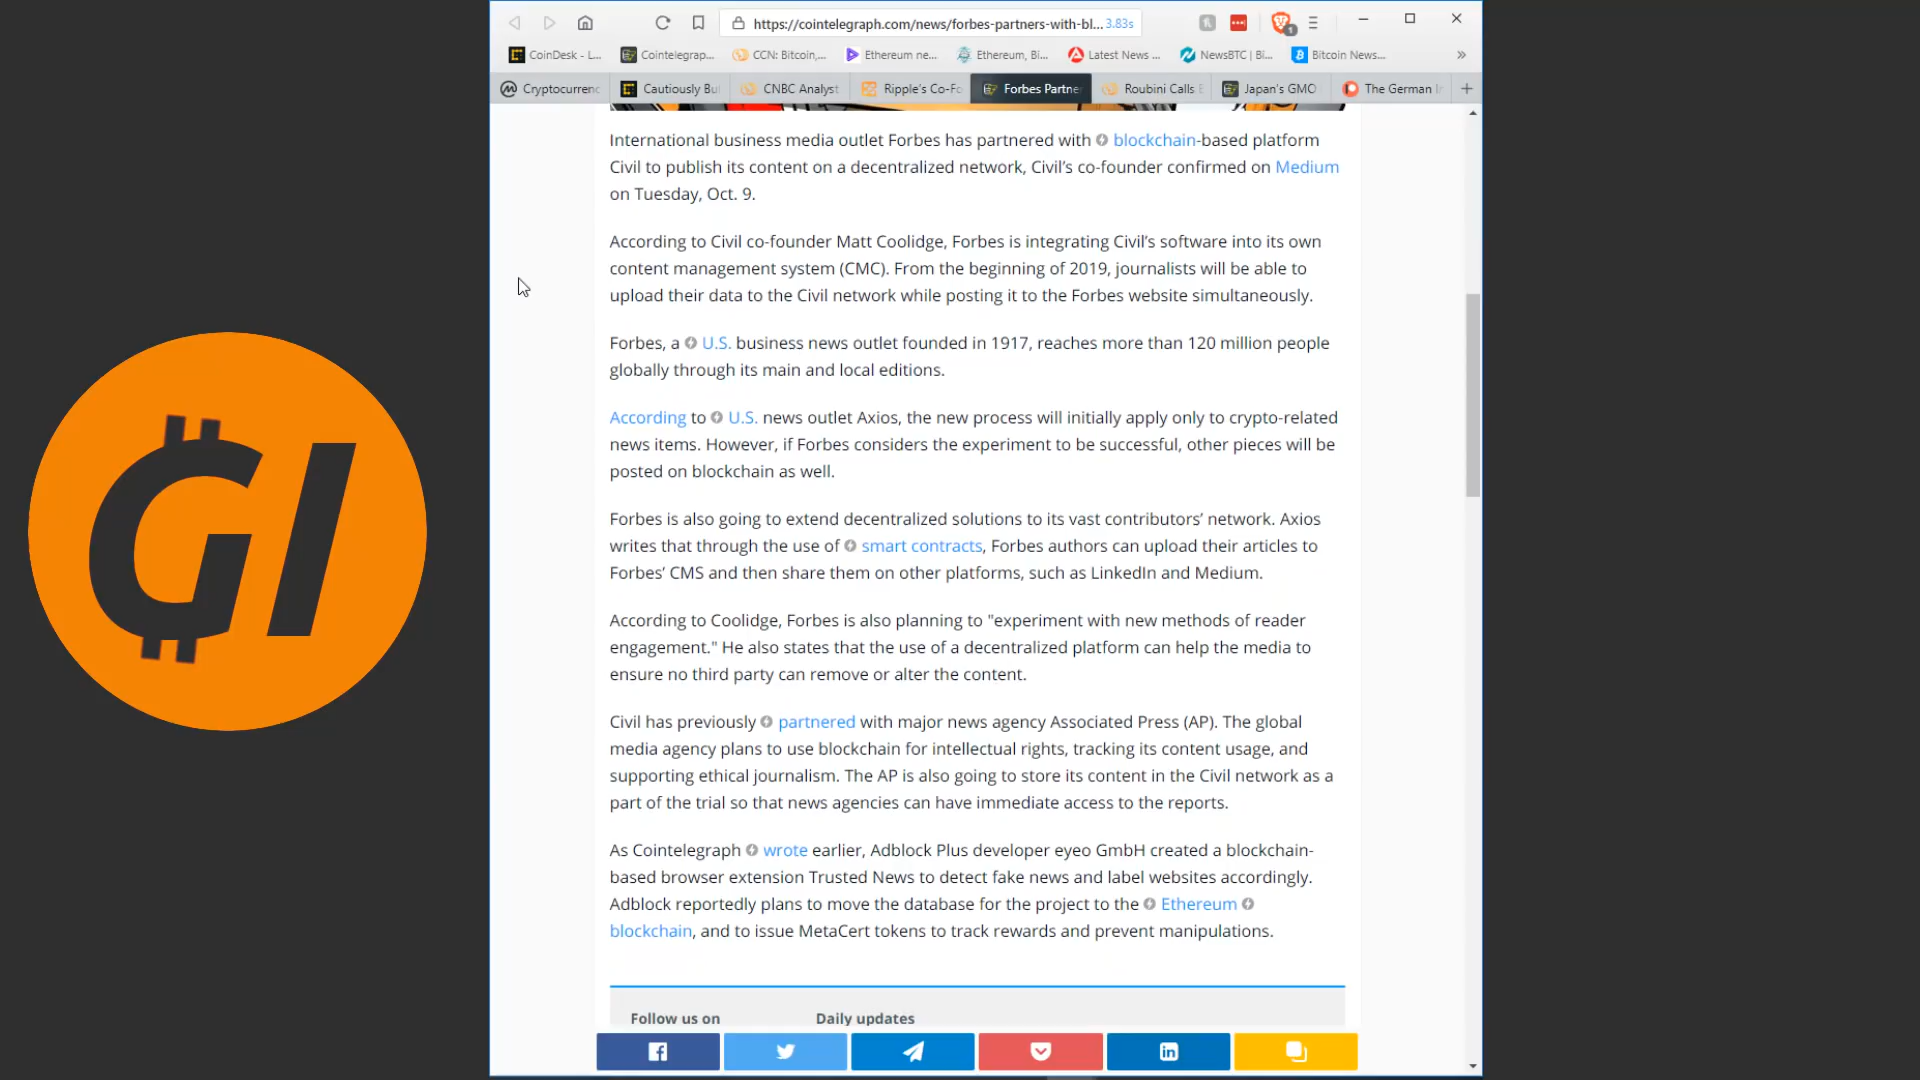 https://cointelegraph.com/news/forbes-partners-with-bl... 3.83s
CoinDesk - L... Cointelegrap... CCN: Bitcoin,... Ethereum ne... Ethereum, Bi... Latest News ... NewsBTC | Bi... Bitcoin News... »
Cryptocurrenc Cautiously Bu CNBC Analyst Ripple's Co-Fo Forbes Partne Roubini Calls Japan's GMO The German I
International business media outlet Forbes has partnered with blockchain-based platform
Civil to publish its content on a decentralized network, Civil's co-founder confirmed on Medium
on Tuesday, Oct. 9.
According to Civil co-founder Matt Coolidge, Forbes is integrating Civil's software into its own
content management system (CMC). From the beginning of 2019, journalists will be able to
upload their data to the Civil network while posting it to the Forbes website simultaneously.
Forbes, a U.S. business news outlet founded in 1917, reaches more than 120 million people
globally through its main and local editions.
According to U.S. news outlet Axios, the new process will initially apply only to crypto-related
news items. However, if Forbes considers the experiment to be successful, other pieces will be
posted on blockchain as well.
Forbes is also going to extend decentralized solutions to its vast contributors' network. Axios
writes that through the use of smart contracts, Forbes authors can upload their articles to
Forbes' CMS and then share them on other platforms, such as LinkedIn and Medium.
According to Coolidge, Forbes is also planning to "experiment with new methods of reader
engagement." He also states that the use of a decentralized platform can help the media to
ensure no third party can remove or alter the content.
Civil has previously partnered with major news agency Associated Press (AP). The global
media agency plans to use blockchain for intellectual rights, tracking its content usage, and
supporting ethical journalism. The AP is also going to store its content in the Civil network as a
part of the trial so that news agencies can have immediate access to the reports.
As Cointelegraph wrote earlier, Adblock Plus developer eyeo GmbH created a blockchain-
based browser extension Trusted News to detect fake news and label websites accordingly.
Adblock reportedly plans to move the database for the project to the Ethereum
blockchain, and to issue MetaCert tokens to track rewards and prevent manipulations.
Follow us on Daily updates
GI